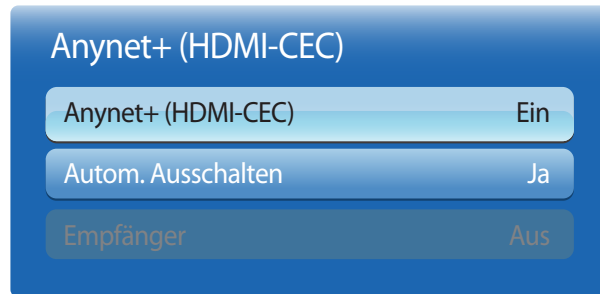 Anynet+ (HDMI-CEC)
Anynet+ (HDMI-CEC) Ein
Autom. Ausschalten Ja
Empfänger Aus